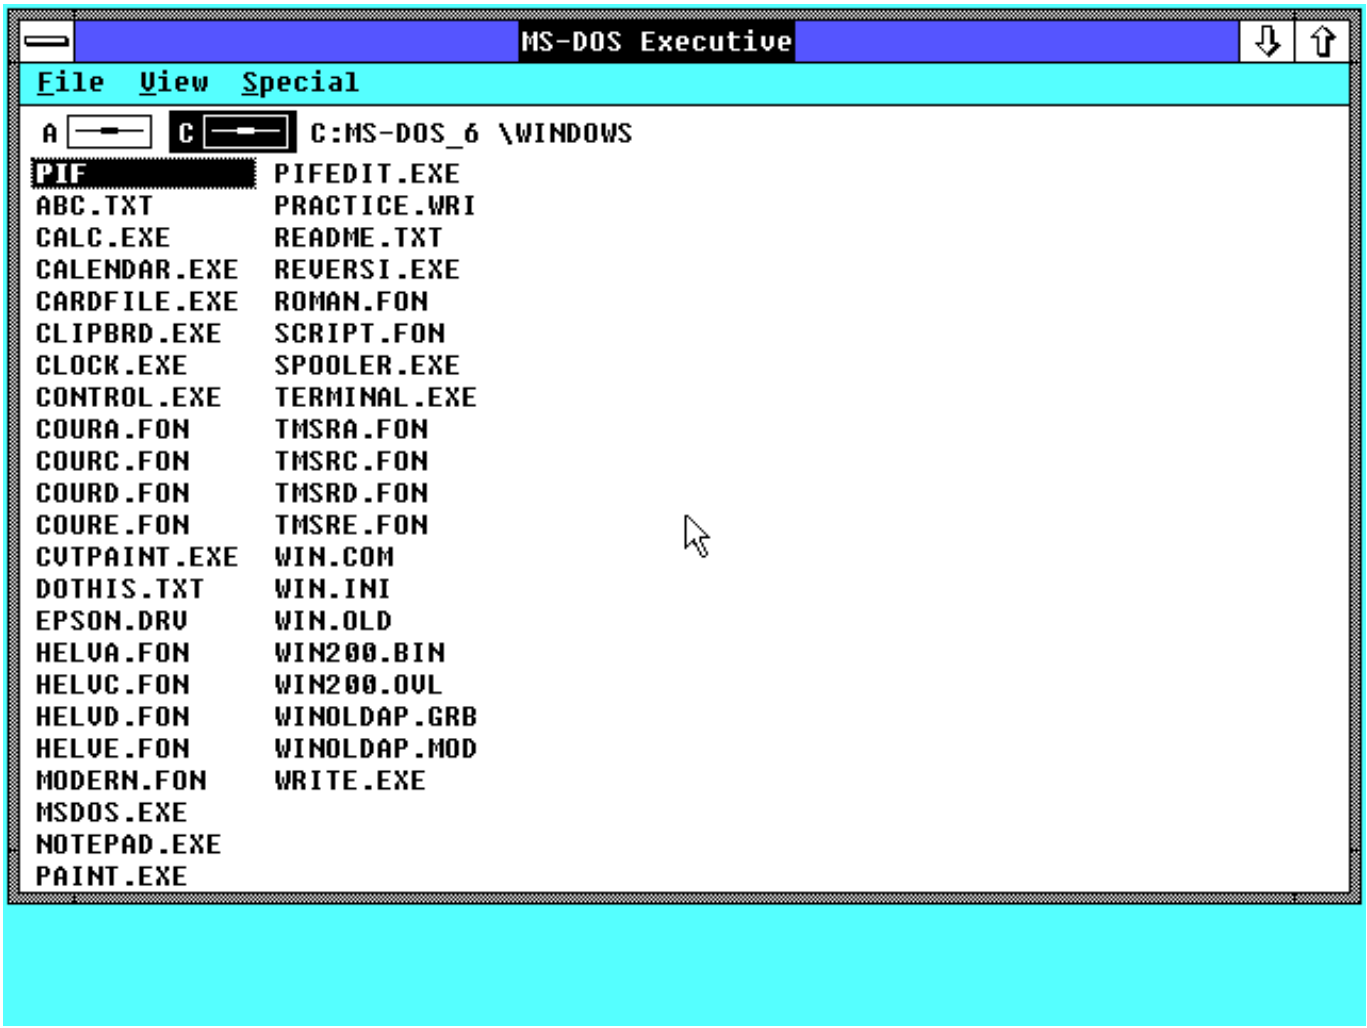 MS-DOS Executive
File View Special
A C C:MS-DOS_6 \WINDOWS
PIF PIFEDIT.EXE
ABC.TXT PRACTICE.WRI
CALC.EXE README.TXT
CALENDAR.EXE REVERSI.EXE
CARDFILE.EXE ROMAN.FON
CLIPBRD.EXE SCRIPT.FON
CLOCK.EXE SPOOLER.EXE
CONTROL.EXE TERMINAL.EXE
COURA.FON TMSRA.FON
COURC.FON TMSRC.FON
COURD.FON TMSRD.FON
COURE.FON TMSRE.FON
CVTPAINT.EXE WIN.COM
DOTHIS.TXT WIN.INI
EPSON.DRV WIN.OLD
HELVA.FON WIN200.BIN
HELVC.FON WIN200.OVL
HELVD.FON WINOLDAP.GRB
HELVE.FON WINOLDAP.MOD
MODERN.FON WRITE.EXE
MSDOS.EXE
NOTEPAD.EXE
PAINT.EXE